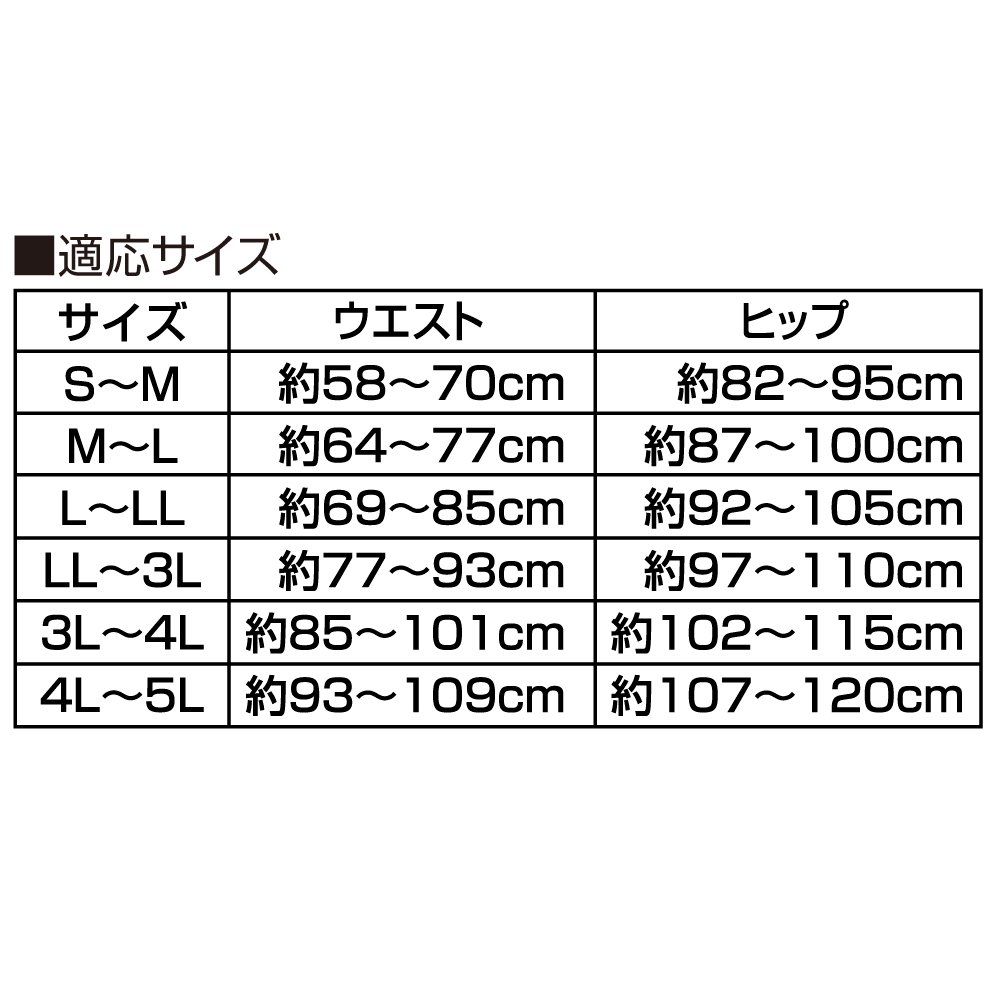 ■適応サイズ
サイズ ウエスト ヒップ
S～M 約58～70cm 約82～95cm
M～L 約64～77cm 約87～100cm
L～LL 約69～85cm 約92～105cm
LL～3L 約77～93cm 約97～110cm
3L～4L 約85～101cm 約102～115cm
4L～5L 約93～109cm 約107～120cm